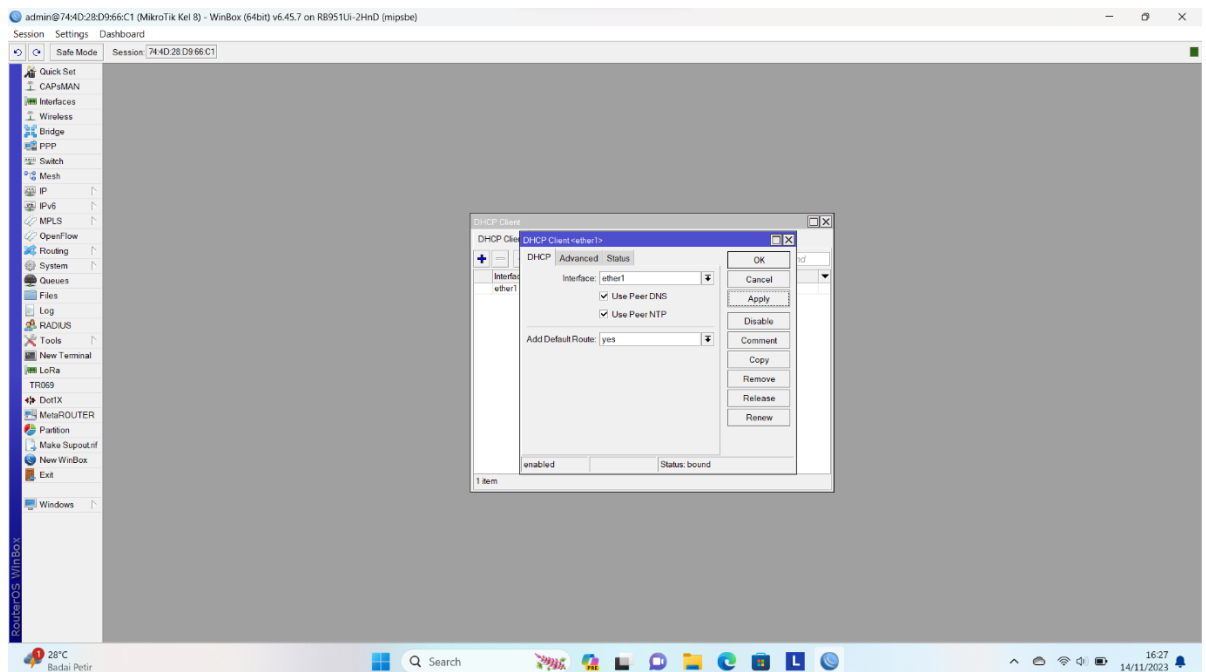 admin@74:4D:28:D9:66:C1 (MikroTik Kel 8) - WinBox (64bit) v6.45.7 on RB951Ui-2HnD (mipsbe)
Session Settings Dashboard
Safe Mode Session: 74:4D:28:D9:66:C1
Quick Set
CAPsMAN
Interfaces
Wireless
Bridge
PPP
Switch
Mesh
IP
IPv6
MPLS
OpenFlow
Routing
System
Queues
Files
Log
RADIUS
Tools
New Terminal
LoRa
TR069
Dot1X
MetaROUTER
Partition
Make Supout.rif
New WinBox
Exit
Windows
RouterOS WinBox
DHCP Client
DHCP Clie
Interfac
ether1
1 item
DHCP Client <ether1>
DHCP Advanced Status
Interface: ether1
Use Peer DNS
Use Peer NTP
Add Default Route: yes
OK
Cancel
Apply
Disable
Comment
Copy
Remove
Release
Renew
enabled Status: bound
1
28°C
Badai Petir
Search
PRE
L
16:27
14/11/2023